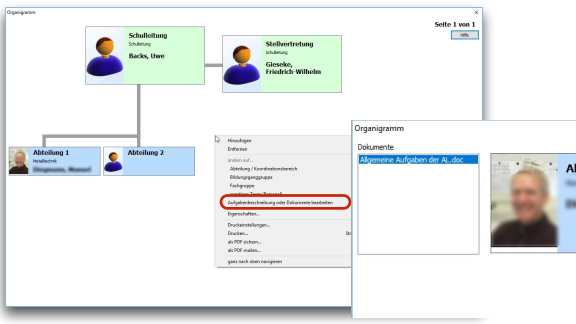 Organigramm
Seite 1 von 1
Hilfe
Schulleitung
Schulleitung
Backs, Uwe
Stellvertretung
Schulleitung
Gieseke,
Friedrich-Wilhelm
Abteilung 1
Metalltechnik
Abteilung 2
Hinzufügen
Entfernen
ändern auf...
Abteilung / Koordinationsbereich
Bildungsganggruppe
Fachgruppe
Aufgabenbeschreibung oder Dokumente bearbeiten
Eigenschaften...
Druckeinstellungen...
Drucken...
als PDF sichern...
als PDF mailen...
ganz nach oben navigieren
Organigramm
Dokumente
Allgemeine Aufgaben der AL.doc